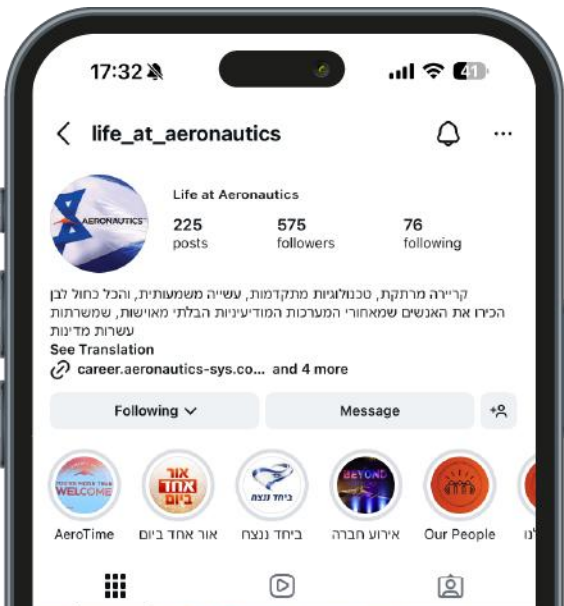 17:32
41
life_at_aeronautics
AERONAUTICS
Life at Aeronautics
225 575 76
posts followers following
קריירה מרתקת, טכנולוגיות מתקדמות, עשייה משמעותית, והכל כחול לבן
הכירו את האנשים שמאחורי המערכות המודיעיניות הבלתי מאוישות, שמשרתות
עשרות מדינות
See Translation
career.aeronautics-sys.co... and 4 more
Following Message
WELCOME
אור
אחד
ביום
ביחד ננצח
BEYOND
AeroTime אור אחד ביום ביחד ננצח אירוע חברה Our People